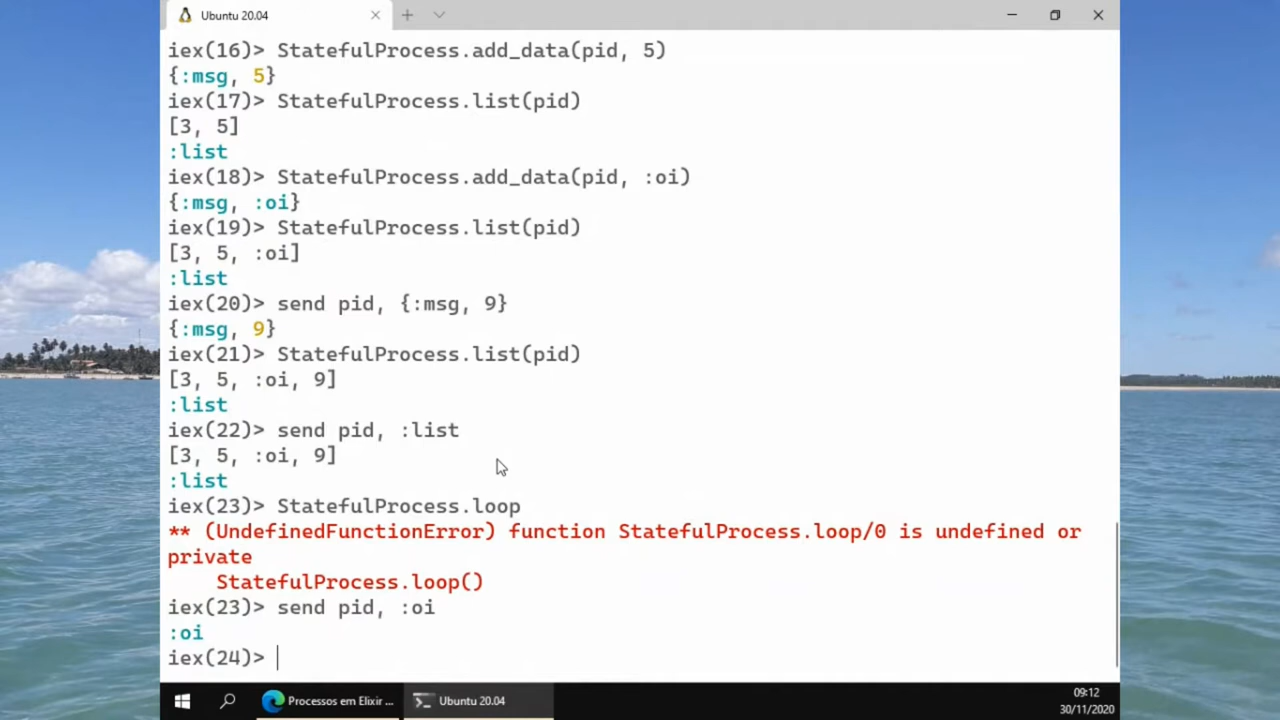 Ubuntu 20.04
iex(16)> StatefulProcess.add_data(pid, 5)
{:msg, 5}
iex(17)> StatefulProcess.list(pid)
[3, 5]
:list
iex(18)> StatefulProcess.add_data(pid, :oi)
{:msg, :oi}
iex(19)> StatefulProcess.list(pid)
[3, 5, :oi]
:list
iex(20)> send pid, {:msg, 9}
{:msg, 9}
iex(21)> StatefulProcess.list(pid)
[3, 5, :oi, 9]
:list
iex(22)> send pid, :list
[3, 5, :oi, 9]
:list
iex(23)> StatefulProcess.loop
** (UndefinedFunctionError) function StatefulProcess.loop/0 is undefined or
private
StatefulProcess.loop()
iex(23)> send pid, :oi
:oi
iex(24)>
Processos em Elixir ...
Ubuntu 20.04
09:12
30/11/2020